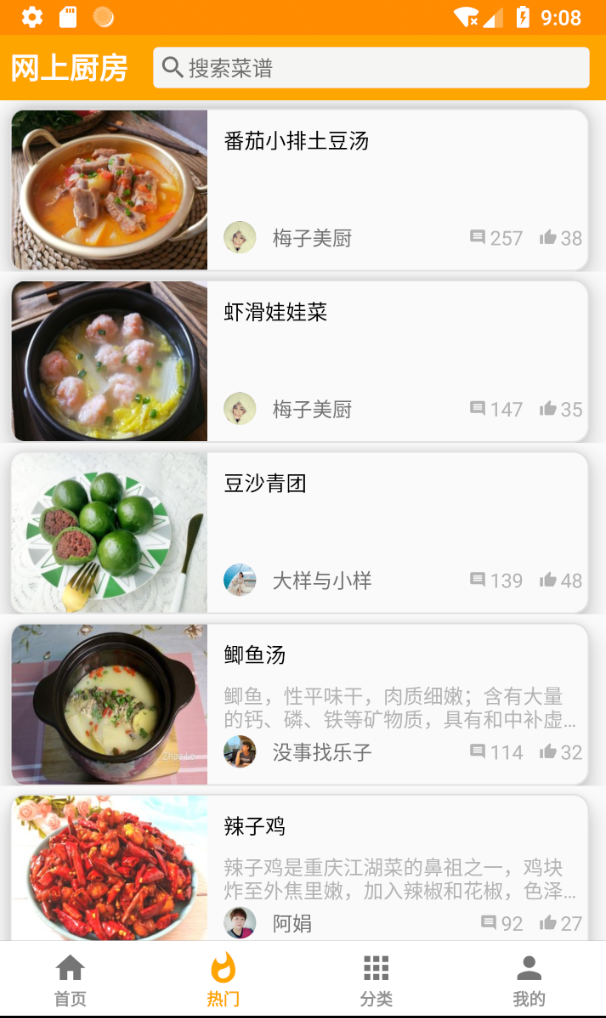 9:08
网上厨房
搜索菜谱
番茄小排土豆汤
梅子美厨 257 38
虾滑娃娃菜
梅子美厨 147 35
豆沙青团
大样与小样 139 48
鲫鱼汤
鲫鱼，性平味干，肉质细嫩；含有大量
的钙、磷、铁等矿物质，具有和中补虚…
没事找乐子 114 32
辣子鸡
辣子鸡是重庆江湖菜的鼻祖之一，鸡块
炸至外焦里嫩，加入辣椒和花椒，色泽…
阿娟 92 27
首页 热门 分类 我的